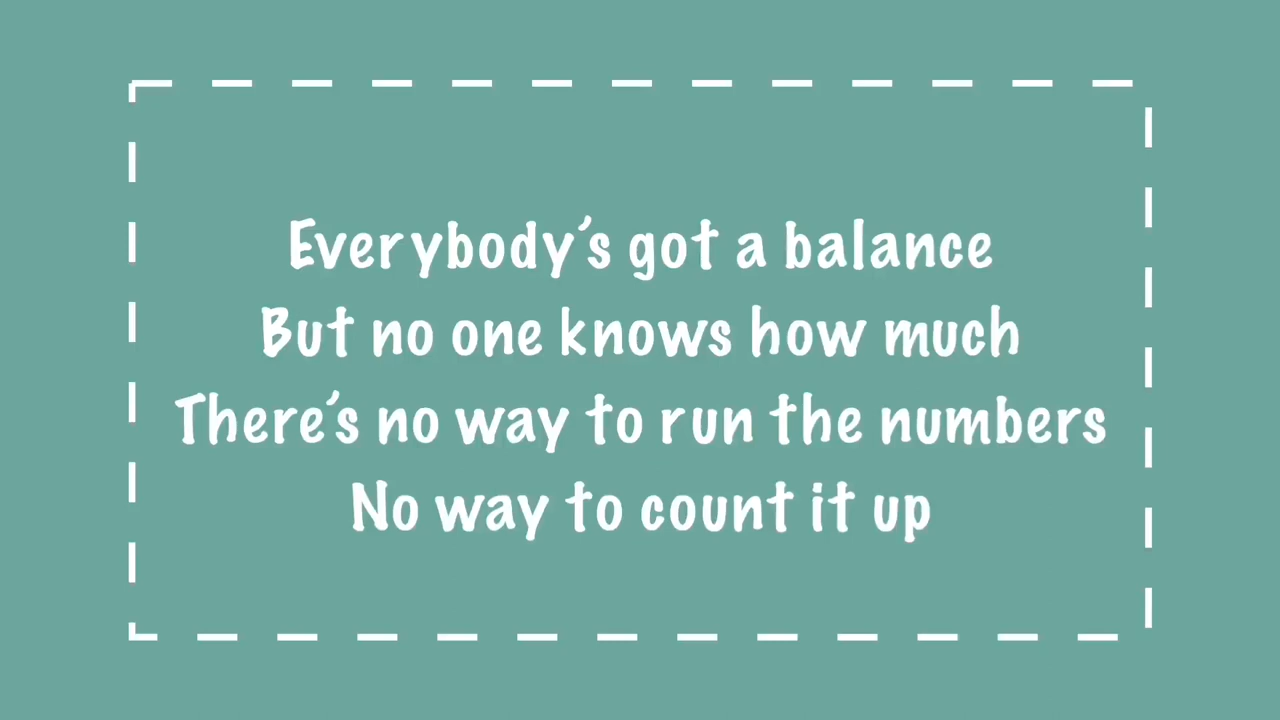 Everybody’s got a balance
But no one knows how much
There’s no way to run the numbers
No way to count it up